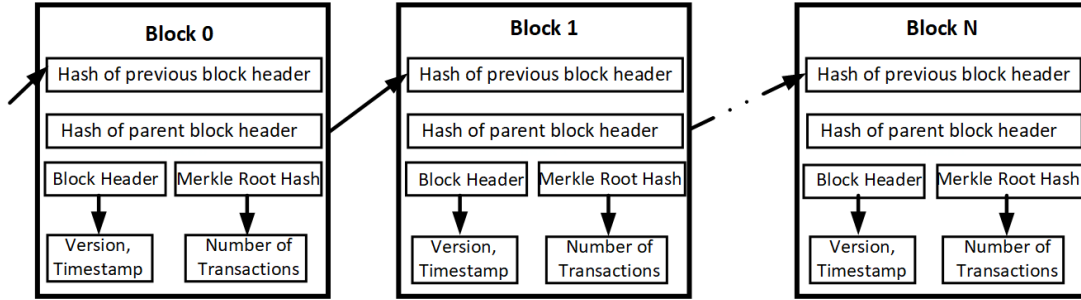 Block 0
Hash of previous block header
Hash of parent block header
Block Header
Merkle Root Hash
Version,
Timestamp
Number of
Transactions
Block 1
Hash of previous block header
Hash of parent block header
Block Header
Merkle Root Hash
Version,
Timestamp
Number of
Transactions
Block N
Hash of previous block header
Hash of parent block header
Block Header
Merkle Root Hash
Version,
Timestamp
Number of
Transactions